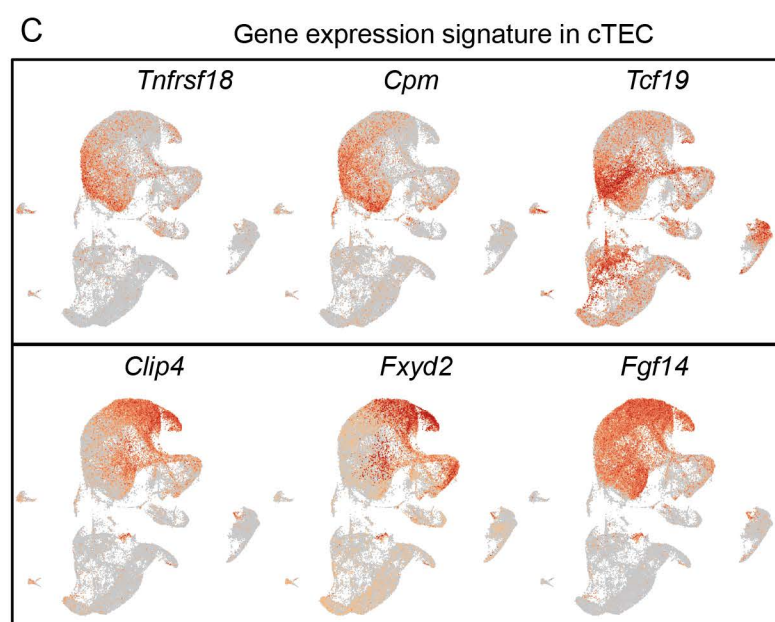 C
Gene expression signature in cTEC
Tnfrsf18 Cpm Tcf19
Clip4 Fxyd2 Fgf14